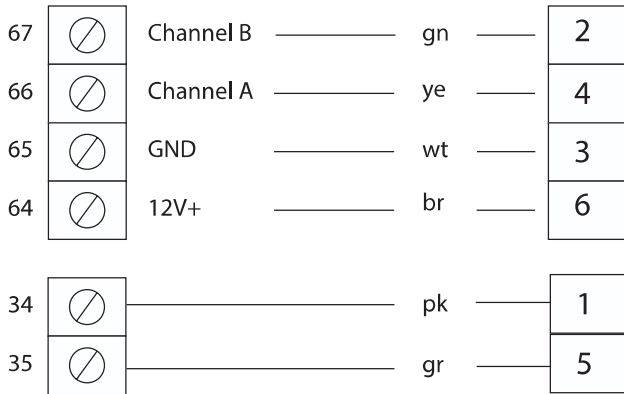 67 Channel B gn 2
66 Channel A ye 4
65 GND wt 3
64 12V+ br 6
34 pk 1
35 gr 5